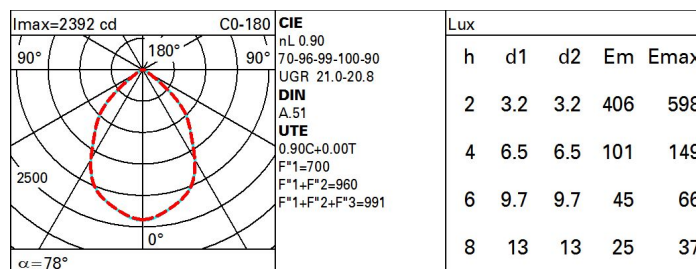 Imax=2392 cd C0-180
90° 180° 90°
2500
0°
α=78°
CIE
nL 0.90
70-96-99-100-90
UGR 21.0-20.8
DIN
A.51
UTE
0.90C+0.00T
F"1=700
F"1+F"2=960
F"1+F"2+F"3=991
Lux
h d1 d2 Em Emax
2 3.2 3.2 406 598
4 6.5 6.5 101 149
6 9.7 9.7 45 66
8 13 13 25 37